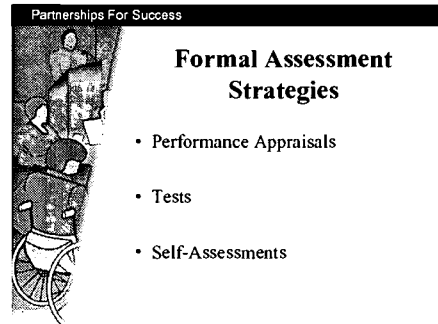 Partnerships For Success
Formal Assessment
Strategies
• Performance Appraisals
• Tests
• Self-Assessments